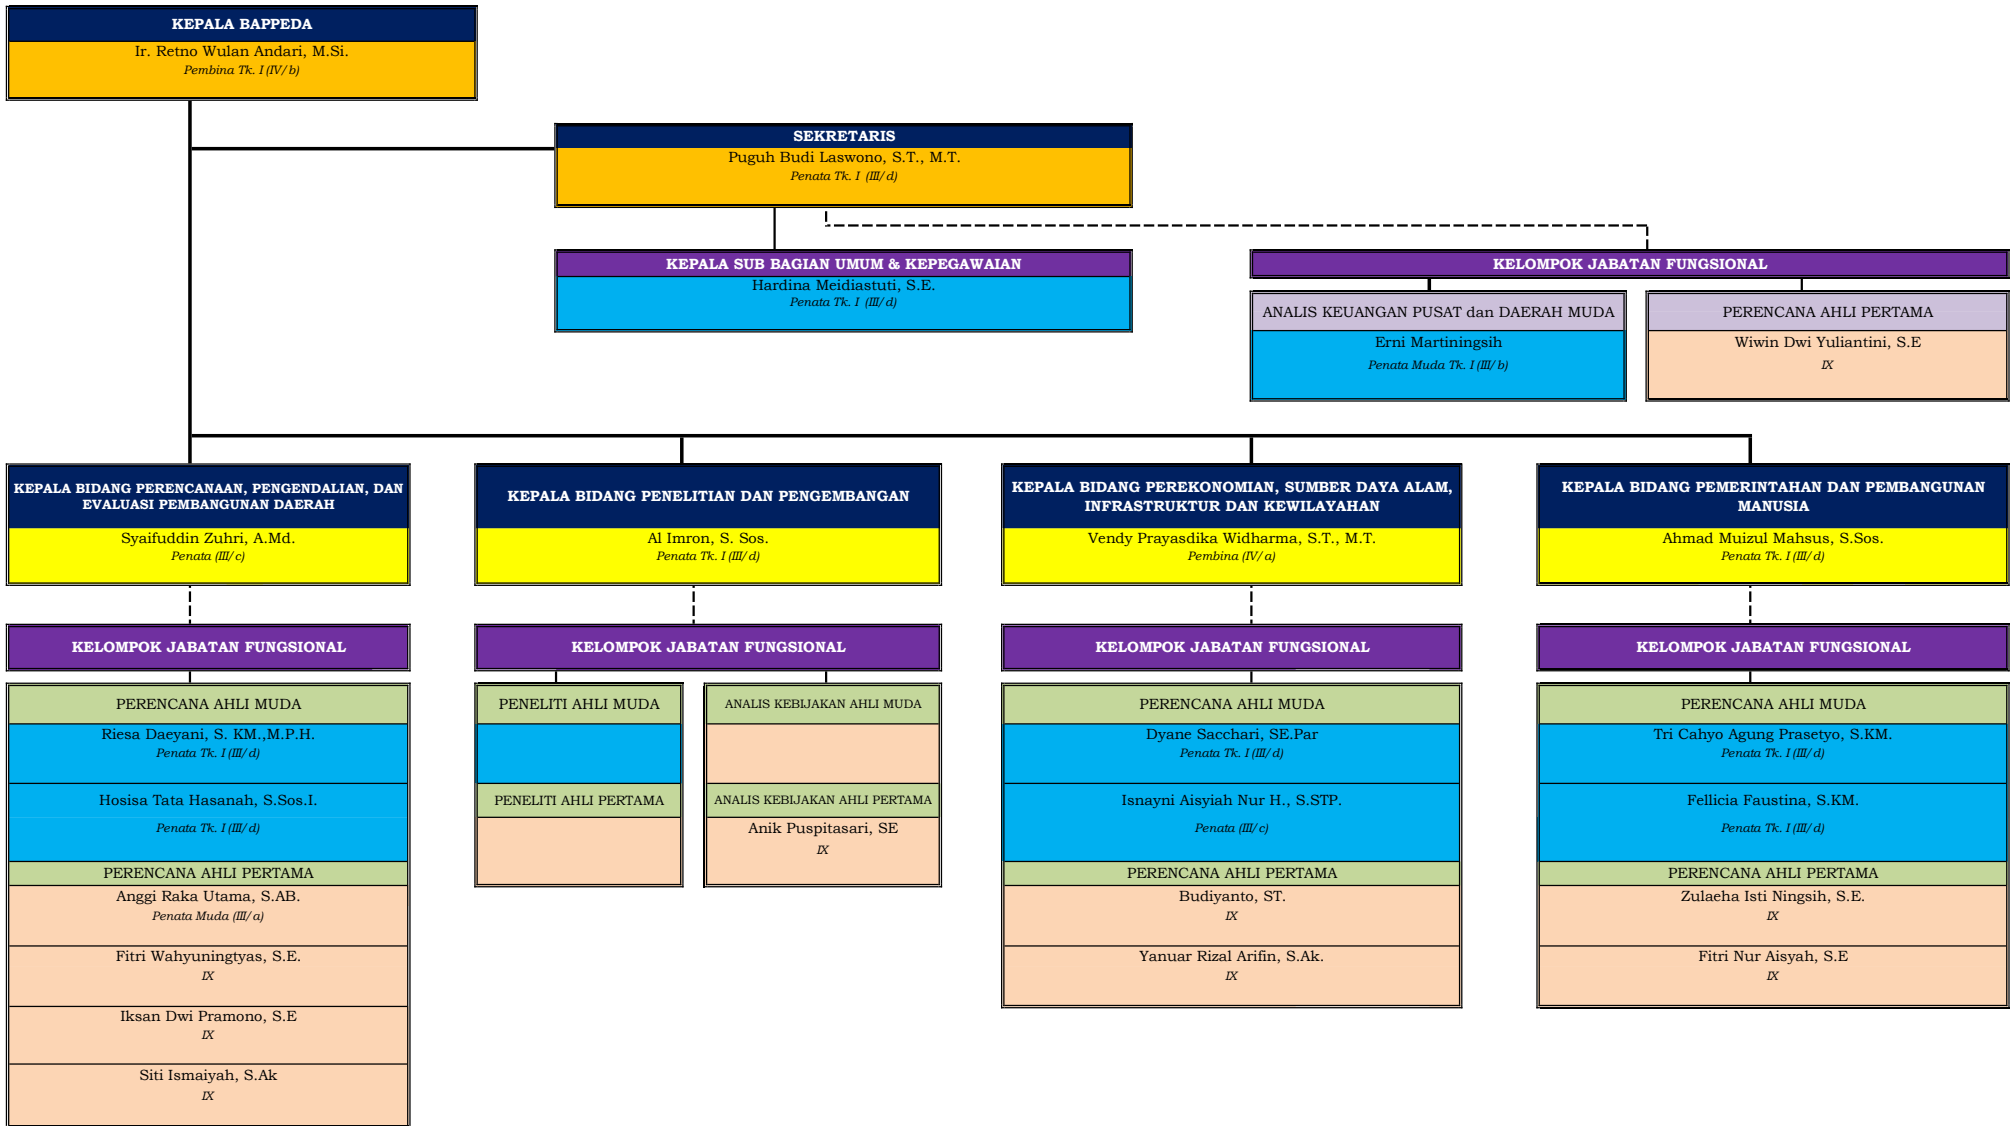 KEPALA BAPPEDA
Ir. Retno Wulan Andari, M.Si.
Pembina Tk. I (IV/b)
SEKRETARIS
Puguh Budi Laswono, S.T., M.T.
Penata Tk. I (III/d)
KEPALA SUB BAGIAN UMUM & KEPEGAWAIAN
Hardina Meidiastuti, S.E.
Penata Tk. I (III/d)
KELOMPOK JABATAN FUNGSIONAL
ANALIS KEUANGAN PUSAT dan DAERAH MUDA
Erni Martiningsih
Penata Muda Tk. I (III/b)
PERENCANA AHLI PERTAMA
Wiwin Dwi Yuliantini, S.E
IX
KEPALA BIDANG PERENCANAAN, PENGENDALIAN, DAN
EVALUASI PEMBANGUNAN DAERAH
Syaifuddin Zuhri, A.Md.
Penata (III/c)
KELOMPOK JABATAN FUNGSIONAL
PERENCANA AHLI MUDA
Riesa Daeyani, S. KM.,M.P.H.
Penata Tk. I (III/d)
Hosisa Tata Hasanah, S.Sos.I.
Penata Tk. I (III/d)
PERENCANA AHLI PERTAMA
Anggi Raka Utama, S.AB.
Penata Muda (III/a)
Fitri Wahyuningtyas, S.E.
IX
Iksan Dwi Pramono, S.E
IX
Siti Ismaiyah, S.Ak
IX
KEPALA BIDANG PENELITIAN DAN PENGEMBANGAN
Al Imron, S. Sos.
Penata Tk. I (III/d)
KELOMPOK JABATAN FUNGSIONAL
PENELITI AHLI MUDA
PENELITI AHLI PERTAMA
ANALIS KEBIJAKAN AHLI MUDA
ANALIS KEBIJAKAN AHLI PERTAMA
Anik Puspitasari, SE
IX
KEPALA BIDANG PEREKONOMIAN, SUMBER DAYA ALAM,
INFRASTRUKTUR DAN KEWILAYAHAN
Vendy Prayasdika Widharma, S.T., M.T.
Pembina (IV/a)
KELOMPOK JABATAN FUNGSIONAL
PERENCANA AHLI MUDA
Dyane Sacchari, SE.Par
Penata Tk. I (III/d)
Isnayni Aisyiah Nur H., S.STP.
Penata (III/c)
PERENCANA AHLI PERTAMA
Budiyanto, ST.
IX
Yanuar Rizal Arifin, S.Ak.
IX
KEPALA BIDANG PEMERINTAHAN DAN PEMBANGUNAN
MANUSIA
Ahmad Muizul Mahsus, S.Sos.
Penata Tk. I (III/d)
KELOMPOK JABATAN FUNGSIONAL
PERENCANA AHLI MUDA
Tri Cahyo Agung Prasetyo, S.KM.
Penata Tk. I (III/d)
Fellicia Faustina, S.KM.
Penata Tk. I (III/d)
PERENCANA AHLI PERTAMA
Zulaeha Isti Ningsih, S.E.
IX
Fitri Nur Aisyah, S.E
IX